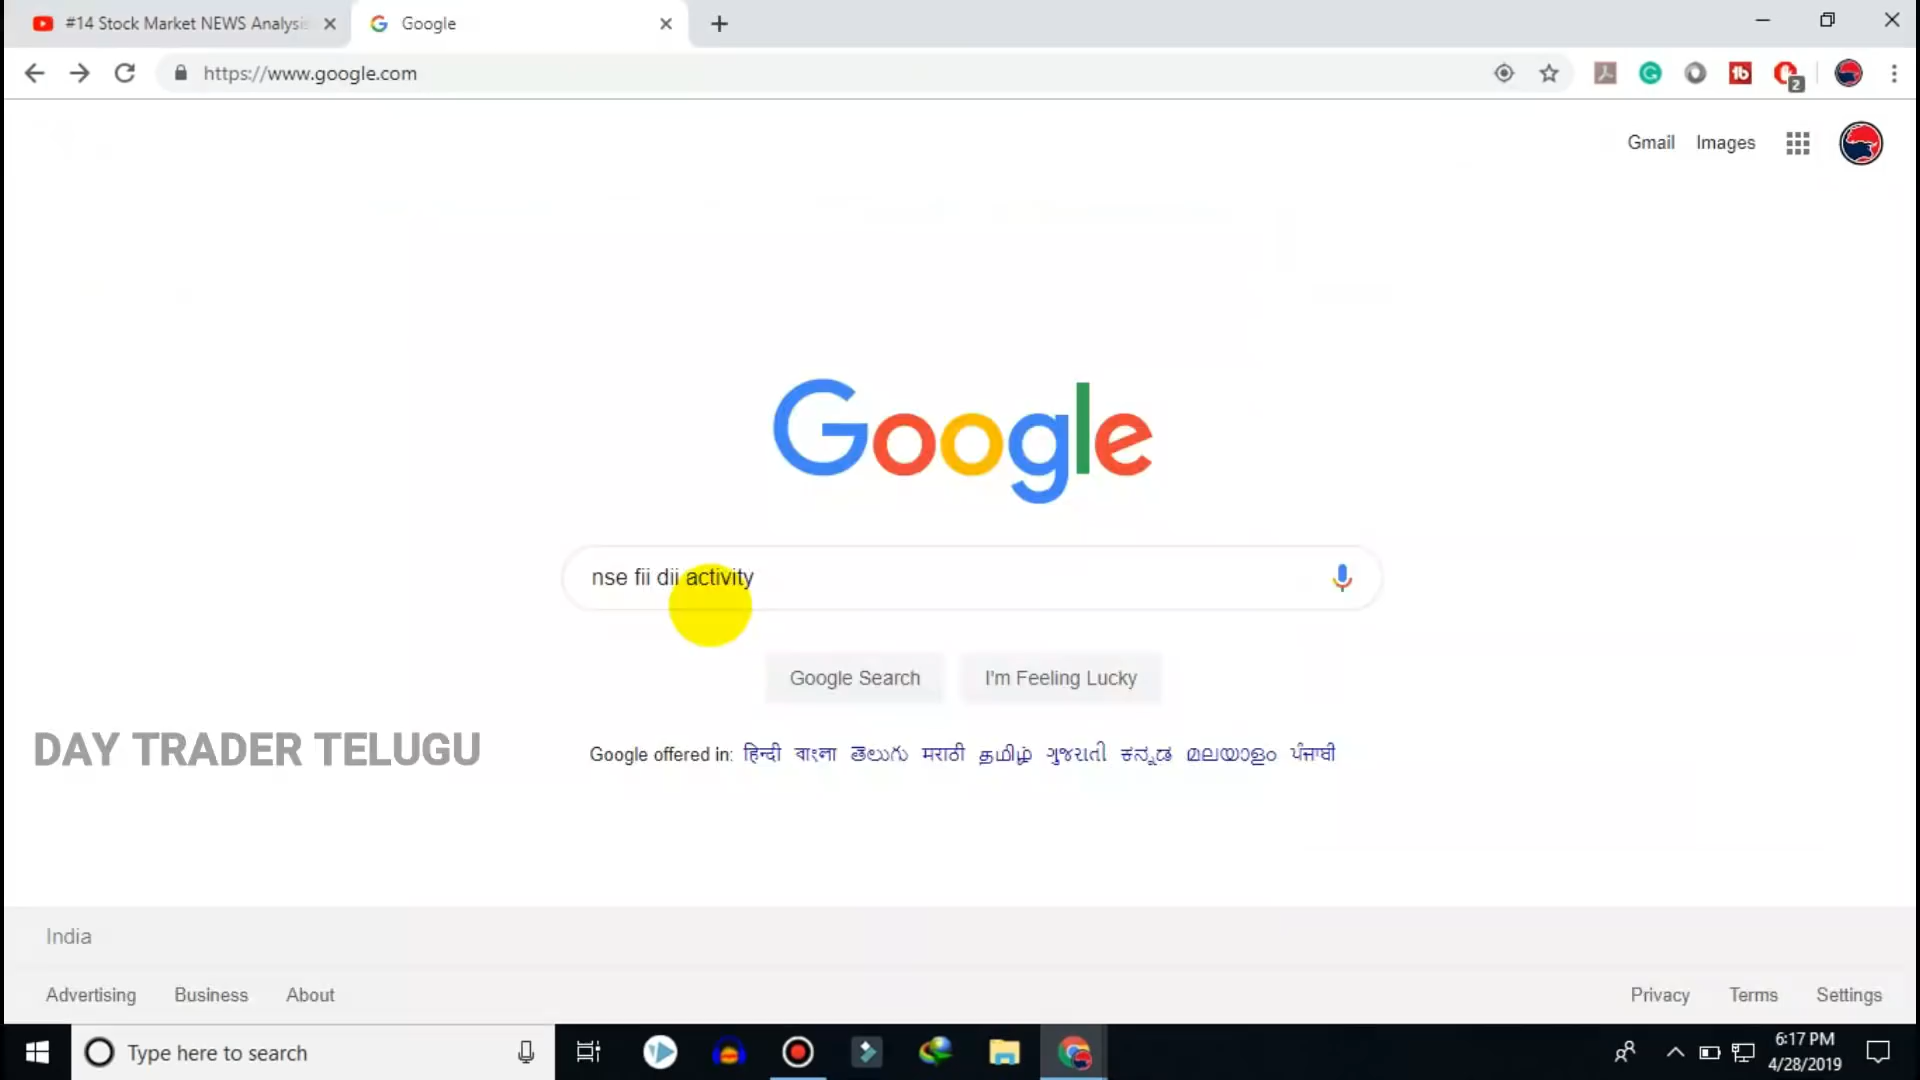 #14 Stock Market NEWS Analysis
Google
https://www.google.com
2
Gmail Images
Google
nse fii dii activity
Google Search I'm Feeling Lucky
DAY TRADER TELUGU
Google offered in: हिन्दी বাংলা తెలుగు मराठी தமிழ் ગુજરાતી ಕನ್ನಡ മലയാളം ਪੰਜਾਬੀ
India
Advertising Business About
Privacy Terms Settings
Type here to search
6:17 PM
4/28/2019